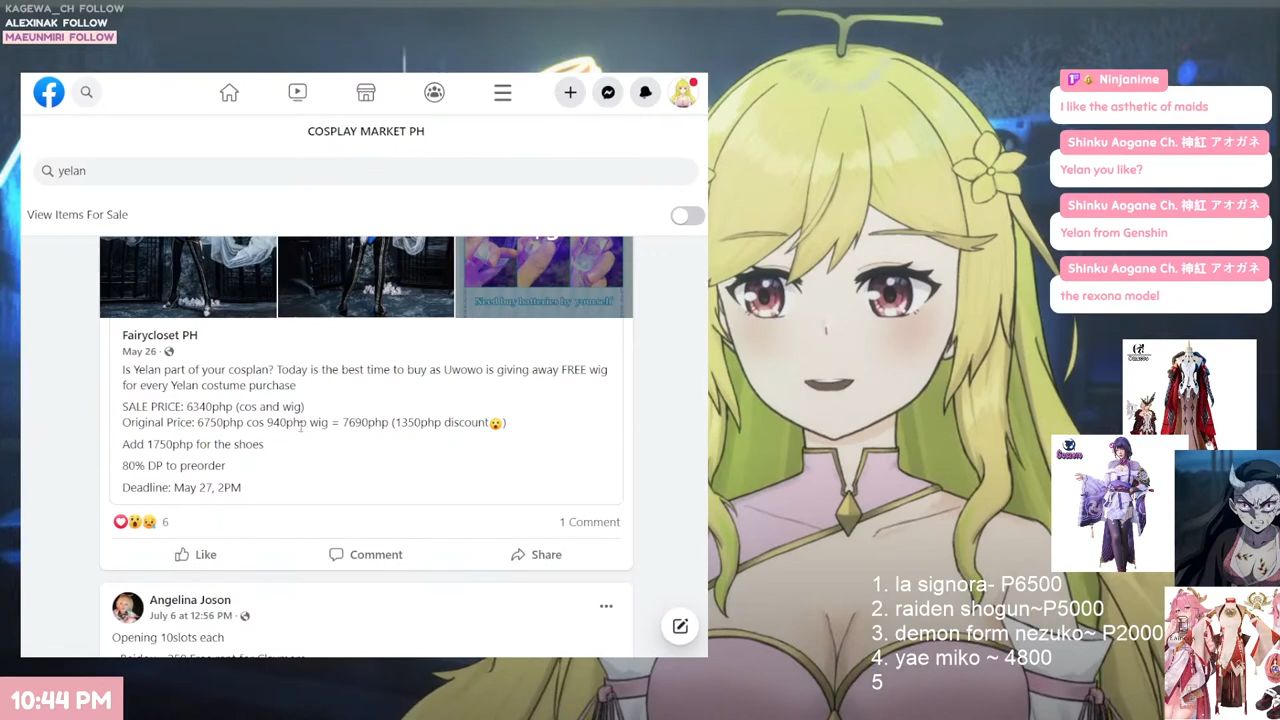 KAGEWA_CH FOLLOW
ALEXINAK FOLLOW
MAEUNMIRI FOLLOW
COSPLAY MARKET PH
yelan
View Items For Sale
Need buy batteries by yourself
Fairycloset PH
May 26 ·
Is Yelan part of your cosplan? Today is the best time to buy as Uwowo is giving away FREE wig
for every Yelan costume purchase
SALE PRICE: 6340php (cos and wig)
Original Price: 6750php cos 940php wig = 7690php (1350php discount😮)
Add 1750php for the shoes
80% DP to preorder
Deadline: May 27, 2PM
6
1 Comment
Like
Comment
Share
Angelina Joson
July 6 at 12:56 PM ·
Opening 10slots each
10:44 PM
Ninjanime
I like the asthetic of maids
Shinku Aogane Ch. 神紅 アオガネ
Yelan you like?
Shinku Aogane Ch. 神紅 アオガネ
Yelan from Genshin
Shinku Aogane Ch. 神紅 アオガネ
the rexona model
1. la signora- P6500
2. raiden shogun~P5000
3. demon form nezuko~ P2000
4. yae miko ~ 4800
5